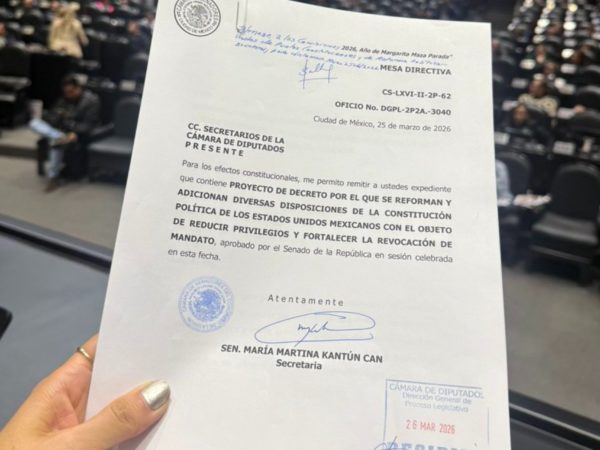 2026, Año de Margarita Maza Parada"
MESA DIRECTIVA
CS-LXVI-II-2P-62
OFICIO No. DGPL-2P2A.-3040
Ciudad de México, 25 de marzo de 2026
CC. SECRETARIOS DE LA
CÁMARA DE DIPUTADOS
P R E S E N T E
Para los efectos constitucionales, me permito remitir a ustedes expediente
que contiene PROYECTO DE DECRETO POR EL QUE SE REFORMAN Y
ADICIONAN DIVERSAS DISPOSICIONES DE LA CONSTITUCIÓN
POLÍTICA DE LOS ESTADOS UNIDOS MEXICANOS CON EL OBJETO
DE REDUCIR PRIVILEGIOS Y FORTALECER LA REVOCACIÓN DE
MANDATO, aprobado por el Senado de la República en sesión celebrada
en esta fecha.
Atentamente
SEN. MARÍA MARTINA KANTÚN CAN
Secretaria
CÁMARA DE DIPUTADOS
Dirección General de
Proceso Legislativo
26 MAR 2026